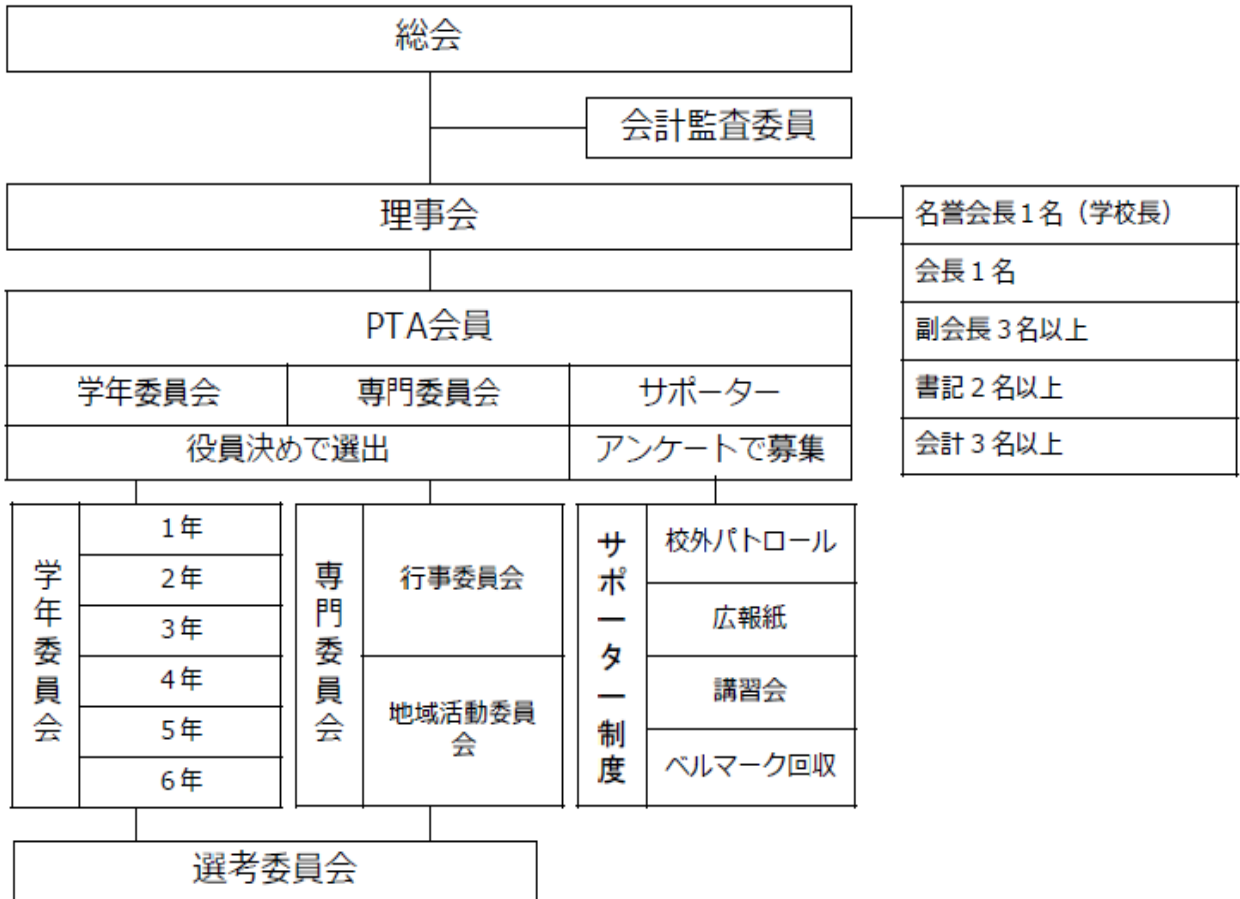 総会
会計監査委員
理事会
名誉会長1名（学校長）
会長1名
副会長3名以上
書記2名以上
会計3名以上
PTA会員
学年委員会
専門委員会
サポーター
役員決めで選出
アンケートで募集
学年委員会
1年
2年
3年
4年
5年
6年
専門委員会
行事委員会
地域活動委員
会
サポーター制度
校外パトロール
広報紙
講習会
ベルマーク回収
選考委員会